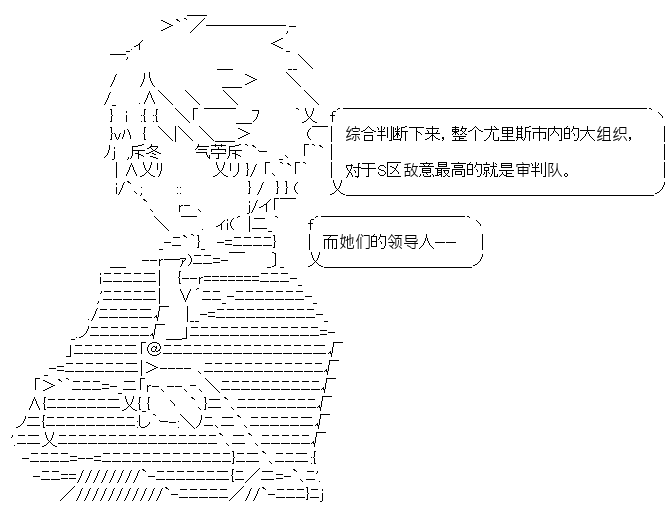 综合判断下来，整个尤里斯市内的大组织，
对于S区敌意最高的就是审判队。
而她们的领导人——